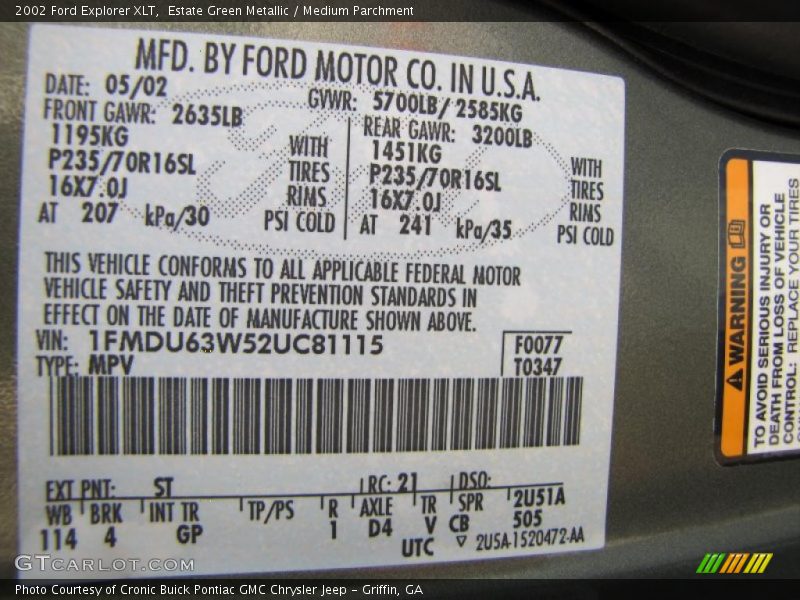 2002 Ford Explorer XLT, Estate Green Metallic / Medium Parchment
MFD. BY FORD MOTOR CO. IN U.S.A.
DATE: 05/02 GVWR: 5700LB/ 2585KG
FRONT GAWR: 2635LB REAR GAWR: 3200LB
1195KG WITH 1451KG WITH
P235/70R16SL TIRES P235/70R16SL TIRES
16X7.0J RIMS 16X7.0J RIMS
AT 207 kPa/30 PSI COLD AT 241 kPa/35 PSI COLD
THIS VEHICLE CONFORMS TO ALL APPLICABLE FEDERAL MOTOR
VEHICLE SAFETY AND THEFT PREVENTION STANDARDS IN
EFFECT ON THE DATE OF MANUFACTURE SHOWN ABOVE.
VIN: 1FMDU63W52UC81115 F0077
TYPE: MPV T0347
EXT PNT: ST RC: 21 DSO:
WB BRK INT TR TP/PS R AXLE TR SPR 2U51A
114 4 GP 1 D4 V CB 505
UTC ▽ 2USA-1520472-AA
WARNING
TO AVOID SERIOUS INJURY OR
DEATH FROM LOSS OF VEHICLE
CONTROL: REPLACE YOUR TIRES
GTCARLOT.COM
Photo Courtesy of Cronic Buick Pontiac GMC Chrysler Jeep - Griffin, GA